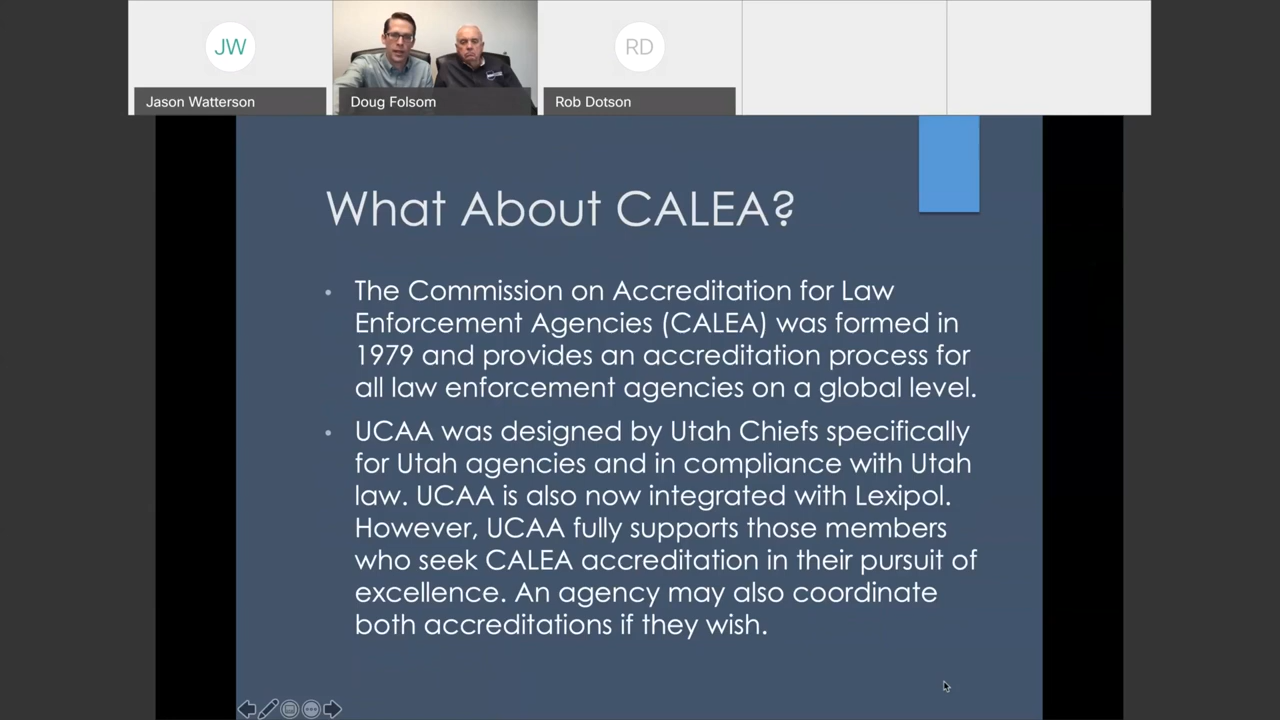 JW
RD
Jason Watterson
Doug Folsom
Rob Dotson
What About CALEA?
• The Commission on Accreditation for Law
Enforcement Agencies (CALEA) was formed in
1979 and provides an accreditation process for
all law enforcement agencies on a global level.
• UCAA was designed by Utah Chiefs specifically
for Utah agencies and in compliance with Utah
law. UCAA is also now integrated with Lexipol.
However, UCAA fully supports those members
who seek CALEA accreditation in their pursuit of
excellence. An agency may also coordinate
both accreditations if they wish.